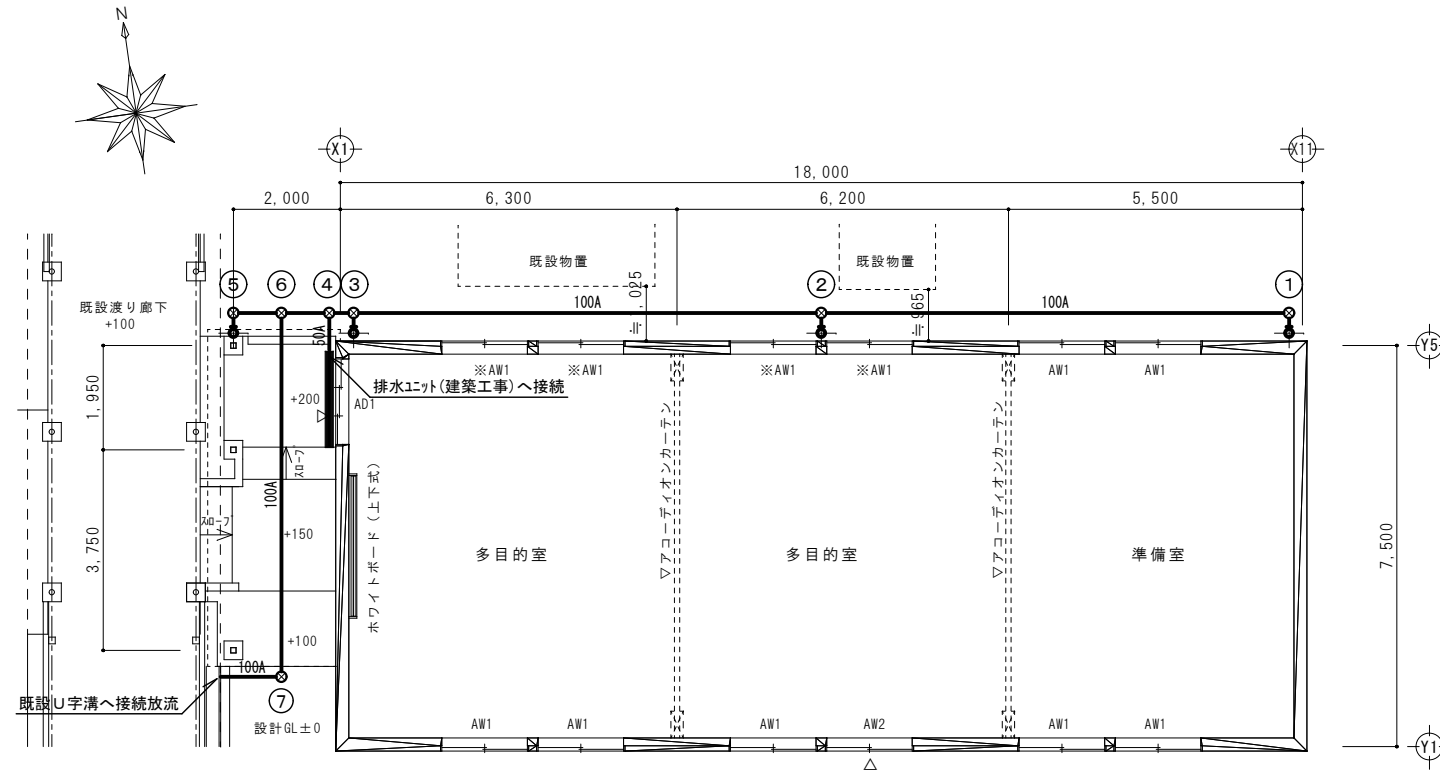 N
X1
X11
18,000
2,000
6,300
6,200
5,500
既設物置
既設物置
⑤
⑥
④
③
②
①
≒1,025
≒965
100A
100A
既設渡り廊下
+100
50A
Y5
※AW1
※AW1
※AW1
※AW1
AW1
AW1
排水ユニット(建築工事)へ接続
+200
AD1
1,950
スロープ
100A
ホワイトボード(上下式)
▽アコーディオンカーテン
▽アコーディオンカーテン
スロープ
+150
3,750
多目的室
多目的室
準備室
7,500
+100
100A
既設U字溝へ接続放流
⑦
設計GL±0
AW1
AW1
AW1
AW2
AW1
AW1
Y1